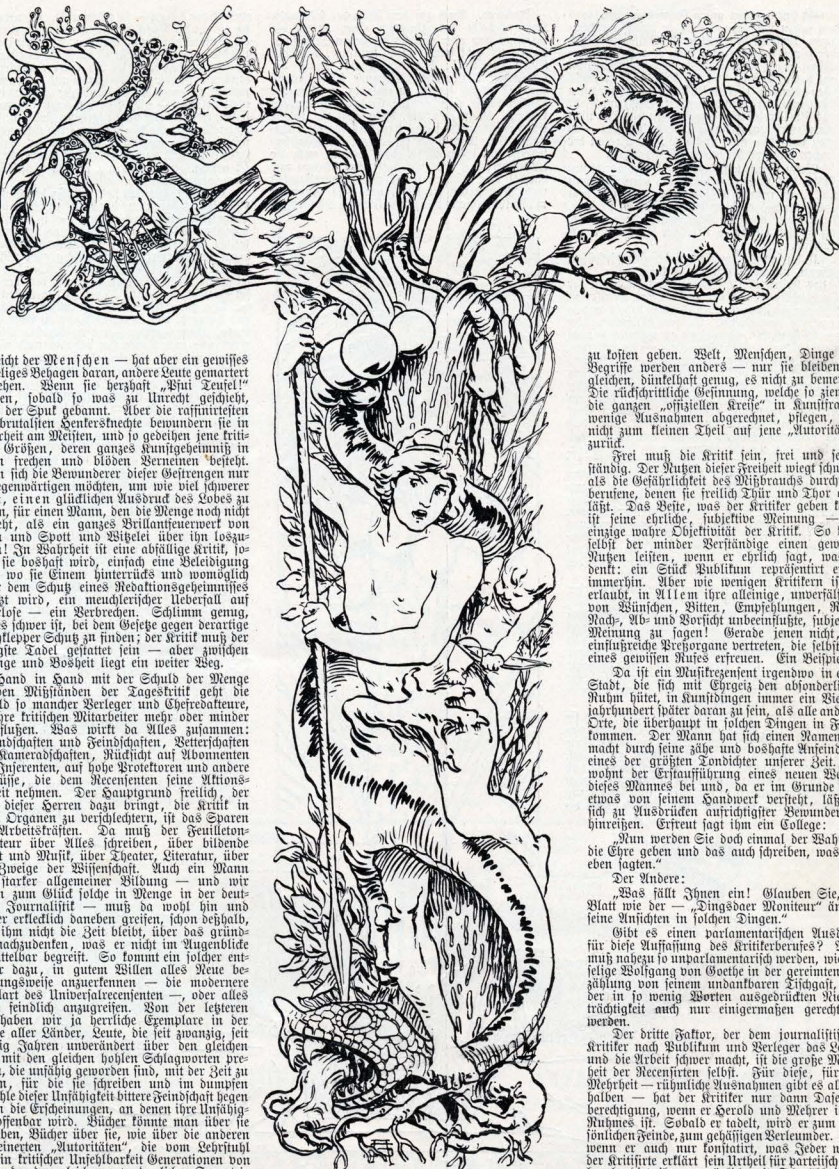 icht der Menschen — hat aber ein gewisses
eliges Behagen daran, andere Leute gemartert
ehen. Wenn sie herzhaft „Pfui Teufel!“
en, sobald so was zu Unrecht geschieht,
der Spuk gebannt. Aber die raffinirtesten
brutalsten Henkersknechte bewundern sie in
rheit am Meisten, und so gedeihen jene kriti-
Größen, deren ganzes Kunstgeheimniß in
n frechen und blöden Verneinen besteht.
n sich die Bewunderer dieser Gestrengen nur
egenwärtigen möchten, um wie viel schwerer
, einen glücklichen Ausdruck des Lobes zu
n, für einen Mann, den die Menge noch nicht
eht, als ein ganzes Brillantfeuerwerk von
und Spott und Witzelei über ihn loszu-
n! In Wahrheit ist eine abfällige Kritik, so-
sie boshaft wird, einfach eine Beleidigung
wo sie Einem hinterrücks und womöglich
dem Schutz eines Redaktionsgeheimnisses
zt wird, ein meuchlerischer Ueberfall auf
rlose — ein Verbrechen. Schlimm genug,
s schwer ist, bei dem Gesetze gegen derartige
klepper Schutz zu finden; der Kritik muß der
gste Tadel gestattet sein — aber zwischen
nge und Bosheit liegt ein weiter Weg.
Hand in Hand mit der Schuld der Menge
ben Mißständen der Tageskritik geht die
ld so mancher Verleger und Chefredakteure,
hre kritischen Mitarbeiter mehr oder minder
flußen. Was wirkt da Alles zusammen:
ndschaften und Feindschaften, Vetterschaften
Kameradschaften, Rücksicht auf Abonnenten
Inserenten, auf hohe Protektoren und andere
lüsse, die dem Recensenten seine Aktions-
eit nehmen. Der Hauptgrund freilich, der
dieser Herren dazu bringt, die Kritik in
Organen zu verschlechtern, ist das Sparen
Arbeitskräften. Da muß der Feuilleton-
teur über Alles schreiben, über bildende
t und Musik, über Theater, Literatur, über
Zweige der Wissenschaft. Auch ein Mann
starker allgemeiner Bildung — und wir
n zum Glück solche in Menge in der deut-
Journalistik — muß da wohl hin und
er erklecklich daneben greifen, schon deßhalb,
ihm nicht die Zeit bleibt, über das gründ-
nachzudenken, was er nicht im Augenblicke
ittelbar begreift. So kommt ein solcher ent-
r dazu, in gutem Willen alles Neue be-
ungsweise anzuerkennen — die modernere
lart des Universalrecensenten —, oder alles
feindlich anzugreifen. Von der letzteren
haben wir ja herrliche Exemplare in der
e aller Länder, Leute, die seit zwanzig, seit
ig Jahren unverändert über den gleichen
mit den gleichen hohlen Schlagworten pre-
, die unfähig geworden sind, mit der Zeit zu
n, für die sie schreiben und im dumpfen
hle dieser Unfähigkeit bittere Feindschaft hegen
n die Erscheinungen, an denen ihre Unfähig-
offenbar wird. Bücher könnte man über sie
ben, Bücher über sie, wie über die anderen
einerten „Autoritäten“, die vom Lehrstuhl
in kritischer Unfehlbarkeit Generationen von
zu kosten geben. Welt, Menschen, Dinge
Begriffe werden anders — nur sie bleiben
gleichen, dünkelhaft genug, es nicht zu beme
Die rückschrittliche Gesinnung, welche so zien
die ganzen „offiziellen Kreise“ in Kunstfra
wenige Ausnahmen abgerechnet, pflegen,
nicht zum kleinen Theil auf jene „Autoritä
zurück.
Frei muß die Kritik sein, frei und se
ständig. Der Nutzen dieser Freiheit wiegt schn
als die Gefährlichkeit des Mißbrauchs durch
berufene, denen sie freilich Thür und Thor
läßt. Das Beste, was der Kritiker geben k
ist seine ehrliche, subjektive Meinung —
einzige wahre Objektivität der Kritik. So
selbst der minder Verständige einen gew
Nutzen leisten, wenn er ehrlich sagt, wa
denkt: ein Stück Publikum repräsentirt e
immerhin. Aber wie wenigen Kritikern i
erlaubt, in Allem ihre alleinige, unverfäl
von Wünschen, Bitten, Empfehlungen, R
Nach-, Ab- und Vorsicht unbeeinflußte, subje
Meinung zu sagen! Gerade jenen nicht,
einflußreiche Preßorgane vertreten, die selbst
eines gewissen Rufes erfreuen. Ein Beispi
Da ist ein Musikrezensent irgendwo in e
Stadt, die sich mit Ehrgeiz den absonderl
Ruhm hütet, in Kunstdingen immer ein Vie
jahrhundert später daran zu sein, als alle and
Orte, die überhaupt in solchen Dingen in F
kommen. Der Mann hat sich einen Namen
macht durch seine zähe und boshafte Anfeind
eines der größten Tondichter unserer Zeit.
wohnt der Erstaufführung eines neuen We
dieses Mannes bei und, da er im Grunde
etwas von seinem Handwerk versteht, läß
sich zu Ausdrücken aufrichtigster Bewunder
hinreißen. Erfreut sagt ihm ein College:
„Nun werden Sie doch einmal der Wah
die Ehre geben und das auch schreiben, was
eben sagten.“
Der Andere:
„Was fällt Ihnen ein! Glauben Sie,
Blatt wie der — „Dingsdaer Moniteur“ än
seine Ansichten in solchen Dingen.“
Gibt es einen parlamentarischen Ausd
für diese Auffassung des Kritikerberufes?
muß nahezu so unparlamentarisch werden, wie
selige Wolfgang von Goethe in der gereimten
zählung von seinem undankbaren Tischgast,
der in so wenig Worten ausgedrückten Nie
trächtigkeit auch nur einigermaßen gerech
werden.
Der dritte Faktor, der dem journalisti
Kritiker nach Publikum und Verleger das Le
und die Arbeit schwer macht, ist die große M
heit der Recensirten selbst. Für diese, für
Mehrheit — rühmliche Ausnahmen gibt es al
halben — hat der Kritiker nur dann Dase
berechtigung, wenn er Herold und Mehrer i
Ruhmes ist. Sobald er tadelt, wird er zum
sönlichen Feinde, zum gehässigen Verleumder.
wenn er auch nur konstatirt, was Jeder
der Kritisirte erklärt sein Urtheil für parteiisch